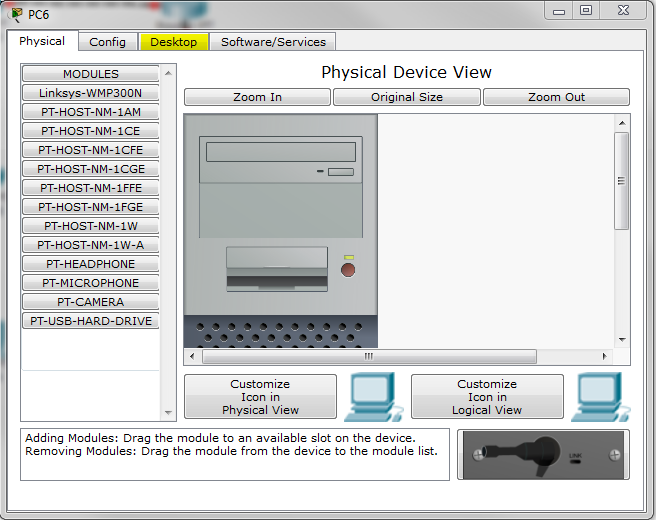 PC6
Physical
Config
Desktop
Software/Services
MODULES
Linksys-WMP300N
PT-HOST-NM-1AM
PT-HOST-NM-1CE
PT-HOST-NM-1CFE
PT-HOST-NM-1CGE
PT-HOST-NM-1FFE
PT-HOST-NM-1FGE
PT-HOST-NM-1W
PT-HOST-NM-1W-A
PT-HEADPHONE
PT-MICROPHONE
PT-CAMERA
PT-USB-HARD-DRIVE
Physical Device View
Zoom In
Original Size
Zoom Out
Customize
Icon in
Physical View
Customize
Icon in
Logical View
Adding Modules: Drag the module to an available slot on the device.
Removing Modules: Drag the module from the device to the module list.
LINK